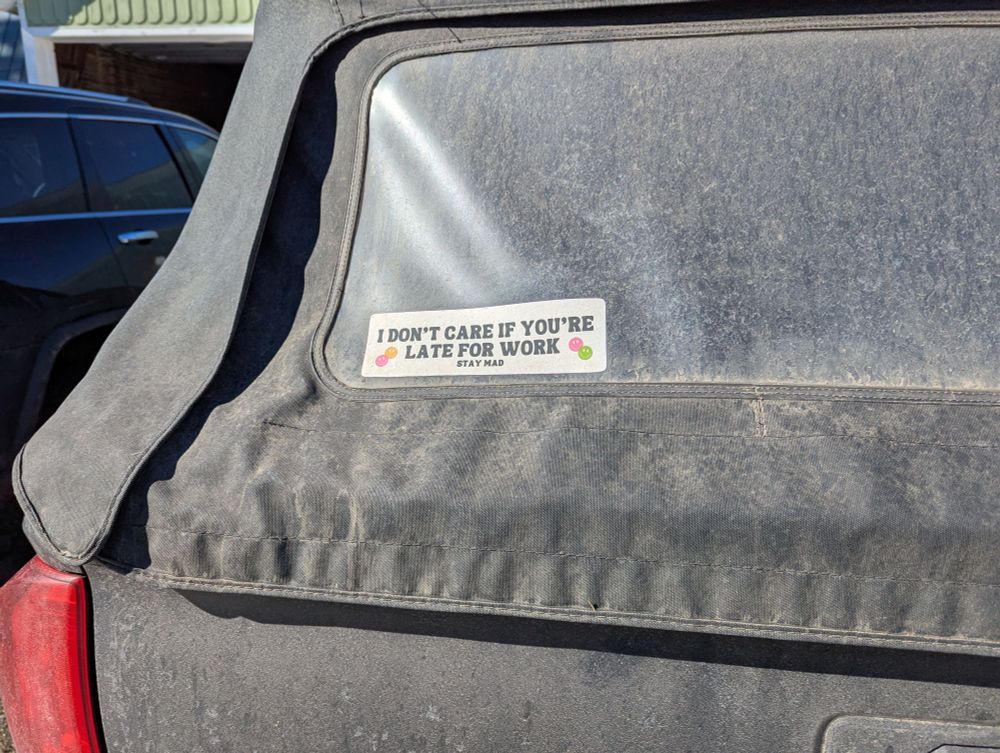 I DON'T CARE IF YOU'RE
LATE FOR WORK
STAY MAD